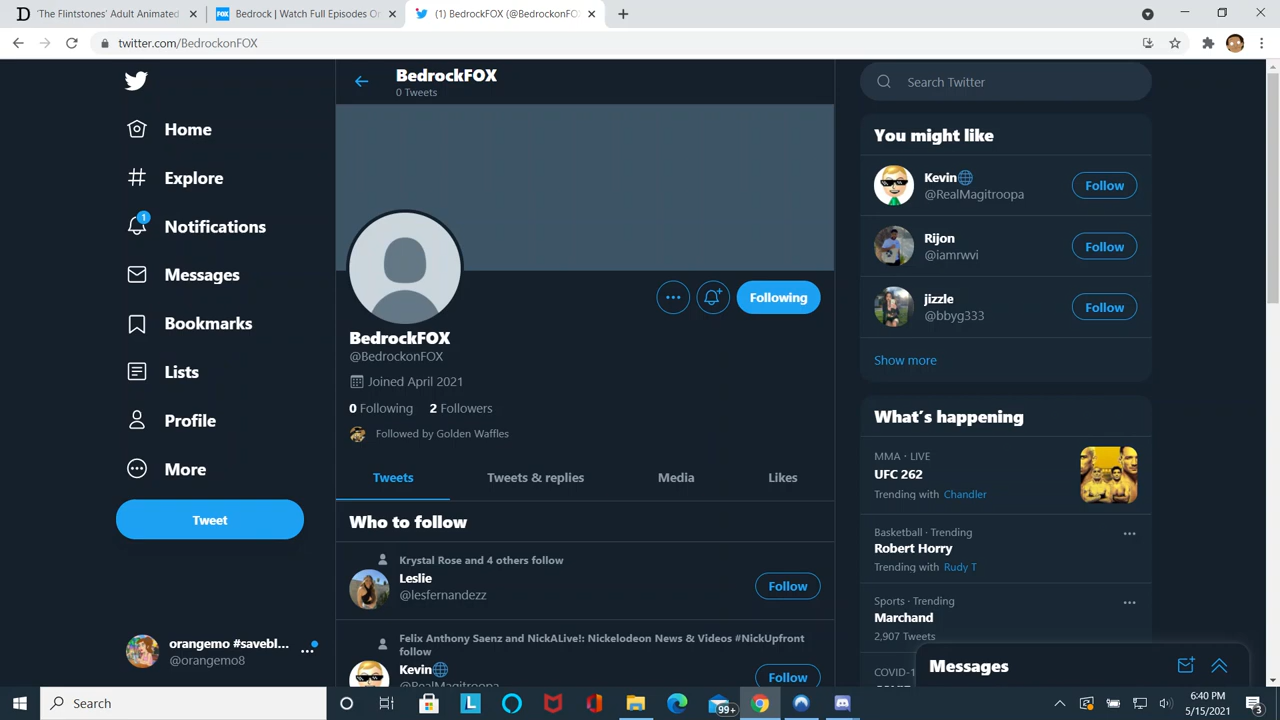 'The Flintstones' Adult Animated
Bedrock | Watch Full Episodes O
(1) BedrockFOX (@BedrockonFO
twitter.com/BedrockonFOX
Home
Explore
1
Notifications
Messages
Bookmarks
Lists
Profile
More
Tweet
orangemo #savebl...
@orangemo8
BedrockFOX
0 Tweets
Following
BedrockFOX
@BedrockonFOX
Joined April 2021
0 Following 2 Followers
Followed by Golden Waffles
Tweets Tweets & replies Media Likes
Who to follow
Krystal Rose and 4 others follow
Leslie
@lesfernandezz
Follow
Felix Anthony Saenz and NickALive!: Nickelodeon News & Videos #NickUpfront
follow
Kevin🌐
@RealMagitroopa
Follow
Search Twitter
You might like
Kevin🌐
@RealMagitroopa
Follow
Rijon
@iamrwvi
Follow
jizzle
@bbyg333
Follow
Show more
What's happening
MMA · LIVE
UFC 262
Trending with Chandler
Basketball · Trending
Robert Horry
Trending with Rudy T
Sports · Trending
Marchand
2,907 Tweets
COVID-1
Messages
Search
99+
6:40 PM
5/15/2021
3